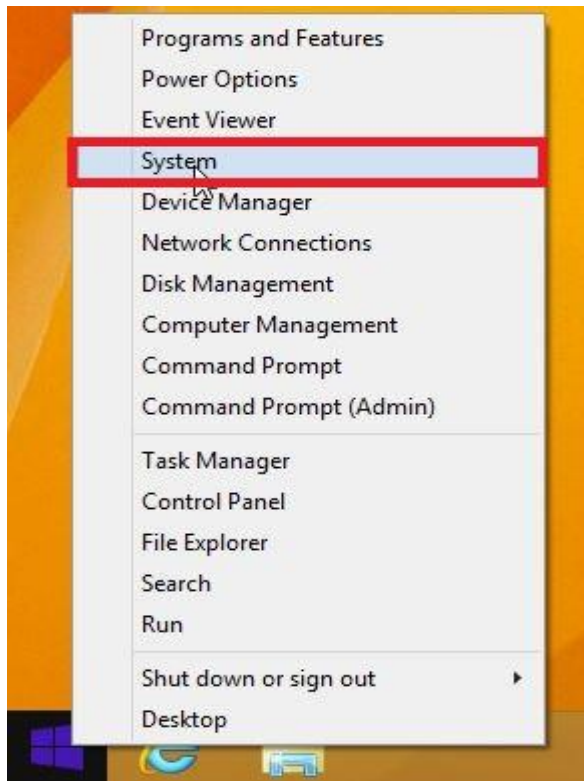 Programs and Features
Power Options
Event Viewer
System
Device Manager
Network Connections
Disk Management
Computer Management
Command Prompt
Command Prompt (Admin)
Task Manager
Control Panel
File Explorer
Search
Run
Shut down or sign out
Desktop